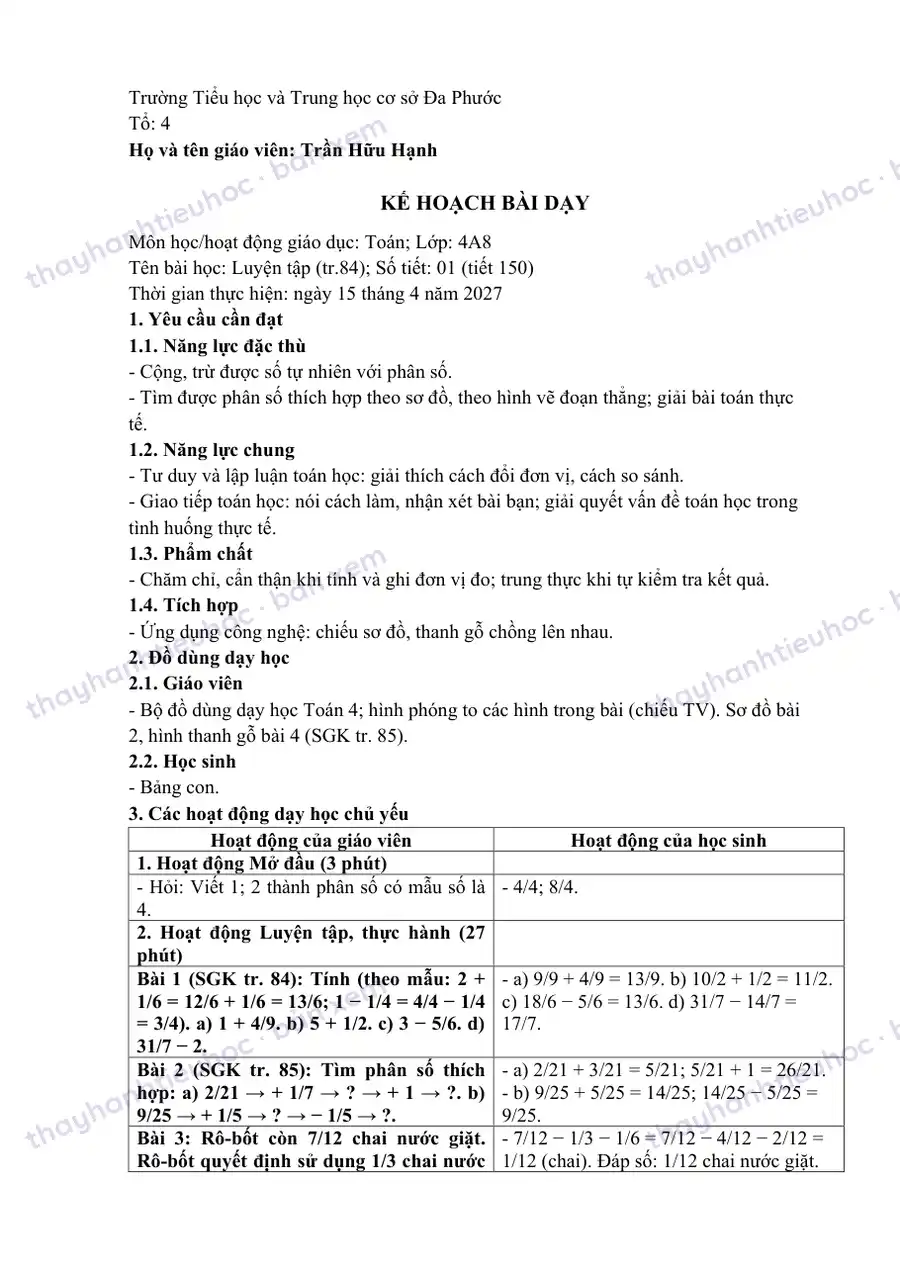 Trường Tiểu học và Trung học cơ sở Đa Phước
Tổ: 4
Họ và tên giáo viên: Trần Hữu Hạnh
KẾ HOẠCH BÀI DẠY
Môn học/hoạt động giáo dục: Toán; Lớp: 4A8
Tên bài học: Luyện tập (tr.84); Số tiết: 01 (tiết 150)
Thời gian thực hiện: ngày 15 tháng 4 năm 2027
1. Yêu cầu cần đạt
1.1. Năng lực đặc thù
- Cộng, trừ được số tự nhiên với phân số.
- Tìm được phân số thích hợp theo sơ đồ, theo hình vẽ đoạn thẳng; giải bài toán thực
tế.
1.2. Năng lực chung
- Tư duy và lập luận toán học: giải thích cách đổi đơn vị, cách so sánh.
- Giao tiếp toán học: nói cách làm, nhận xét bài bạn; giải quyết vấn đề toán học trong
tình huống thực tế.
1.3. Phẩm chất
- Chăm chỉ, cẩn thận khi tính và ghi đơn vị đo; trung thực khi tự kiểm tra kết quả.
1.4. Tích hợp
- Ứng dụng công nghệ: chiếu sơ đồ, thanh gỗ chồng lên nhau.
2. Đồ dùng dạy học
2.1. Giáo viên
- Bộ đồ dùng dạy học Toán 4; hình phóng to các hình trong bài (chiếu TV). Sơ đồ bài
2, hình thanh gỗ bài 4 (SGK tr. 85).
2.2. Học sinh
- Bảng con.
3. Các hoạt động dạy học chủ yếu
Hoạt động của giáo viên
Hoạt động của học sinh
1. Hoạt động Mở đầu (3 phút)
- Hỏi: Viết 1; 2 thành phân số có mẫu số là
4.
- 4/4; 8/4.
2. Hoạt động Luyện tập, thực hành (27
phút)
Bài 1 (SGK tr. 84): Tính (theo mẫu: 2 +
1/6 = 12/6 + 1/6 = 13/6; 1 − 1/4 = 4/4 − 1/4
= 3/4). a) 1 + 4/9. b) 5 + 1/2. c) 3 − 5/6. d)
31/7 − 2.
- a) 9/9 + 4/9 = 13/9. b) 10/2 + 1/2 = 11/2.
c) 18/6 − 5/6 = 13/6. d) 31/7 − 14/7 =
17/7.
Bài 2 (SGK tr. 85): Tìm phân số thích
hợp: a) 2/21 → + 1/7 → ? → + 1 → ?. b)
9/25 → + 1/5 → ? → − 1/5 → ?.
- a) 2/21 + 3/21 = 5/21; 5/21 + 1 = 26/21.
- b) 9/25 + 5/25 = 14/25; 14/25 − 5/25 =
9/25.
Bài 3: Rô-bốt còn 7/12 chai nước giặt.
Rô-bốt quyết định sử dụng 1/3 chai nước
- 7/12 − 1/3 − 1/6 = 7/12 − 4/12 − 2/12 =
1/12 (chai). Đáp số: 1/12 chai nước giặt.
thayhanhtieuhoc · bản xem
thayhanhtieuhoc · b
thayhanhtieuhoc · bản xem
thayhanhtieuhoc · b
thayhanhtieuhoc · bản xem
thayhanhtieuhoc · b